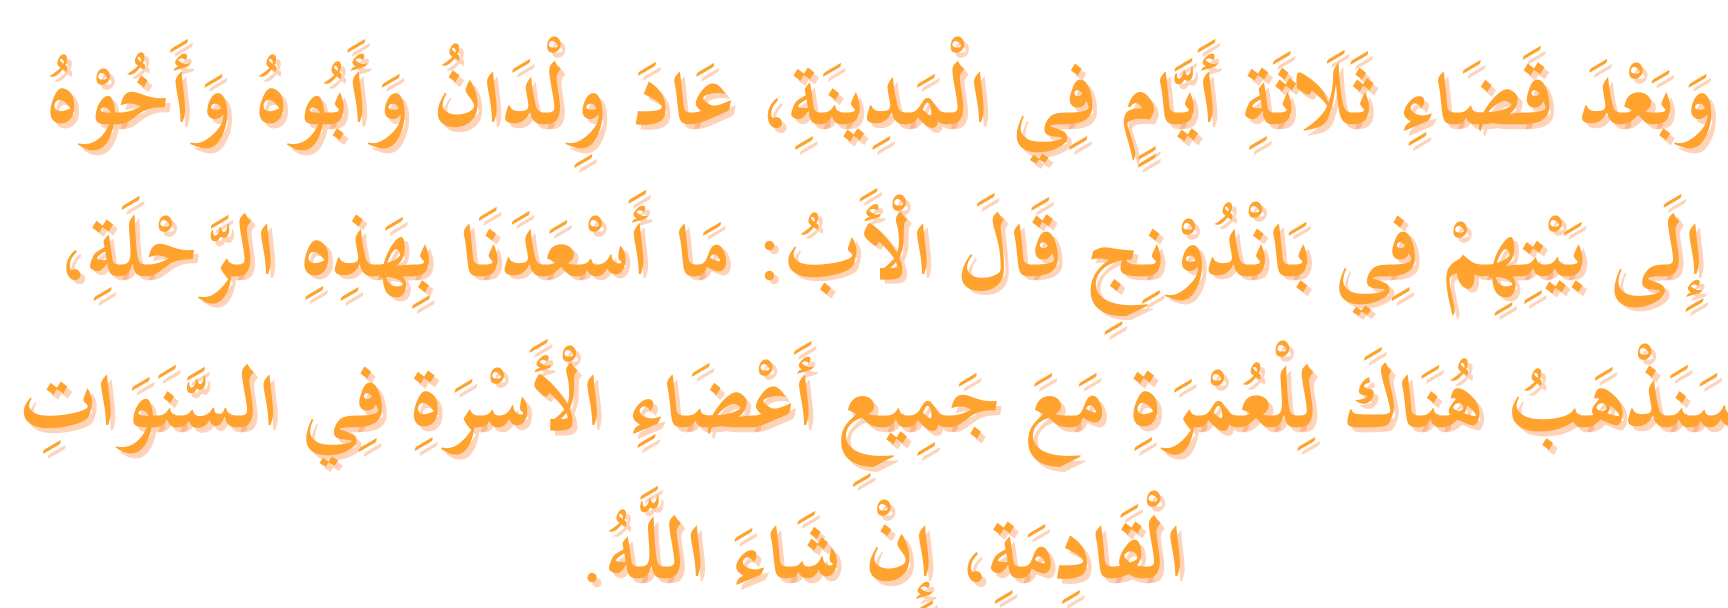 وَبَعْدَ قَضَاءِ ثَلَاثَةِ أَيَّامٍ فِي الْمَدِينَةِ، عَادَ وِلْدَانُ وَأَبُوهُ وَأَخُوْهُ
إِلَى بَيْتِهِمْ فِي بَانْدُوْنِجِ قَالَ الْأَبُ: مَا أَسْعَدَنَا بِهَذِهِ الرَّحْلَةِ،
سَنَذْهَبُ هُنَاكَ لِلْعُمْرَةِ مَعَ جَمِيعِ أَعْضَاءِ الْأَسْرَةِ فِي السَّنَوَاتِ
الْقَادِمَةِ، إِنْ شَاءَ اللَّهُ.